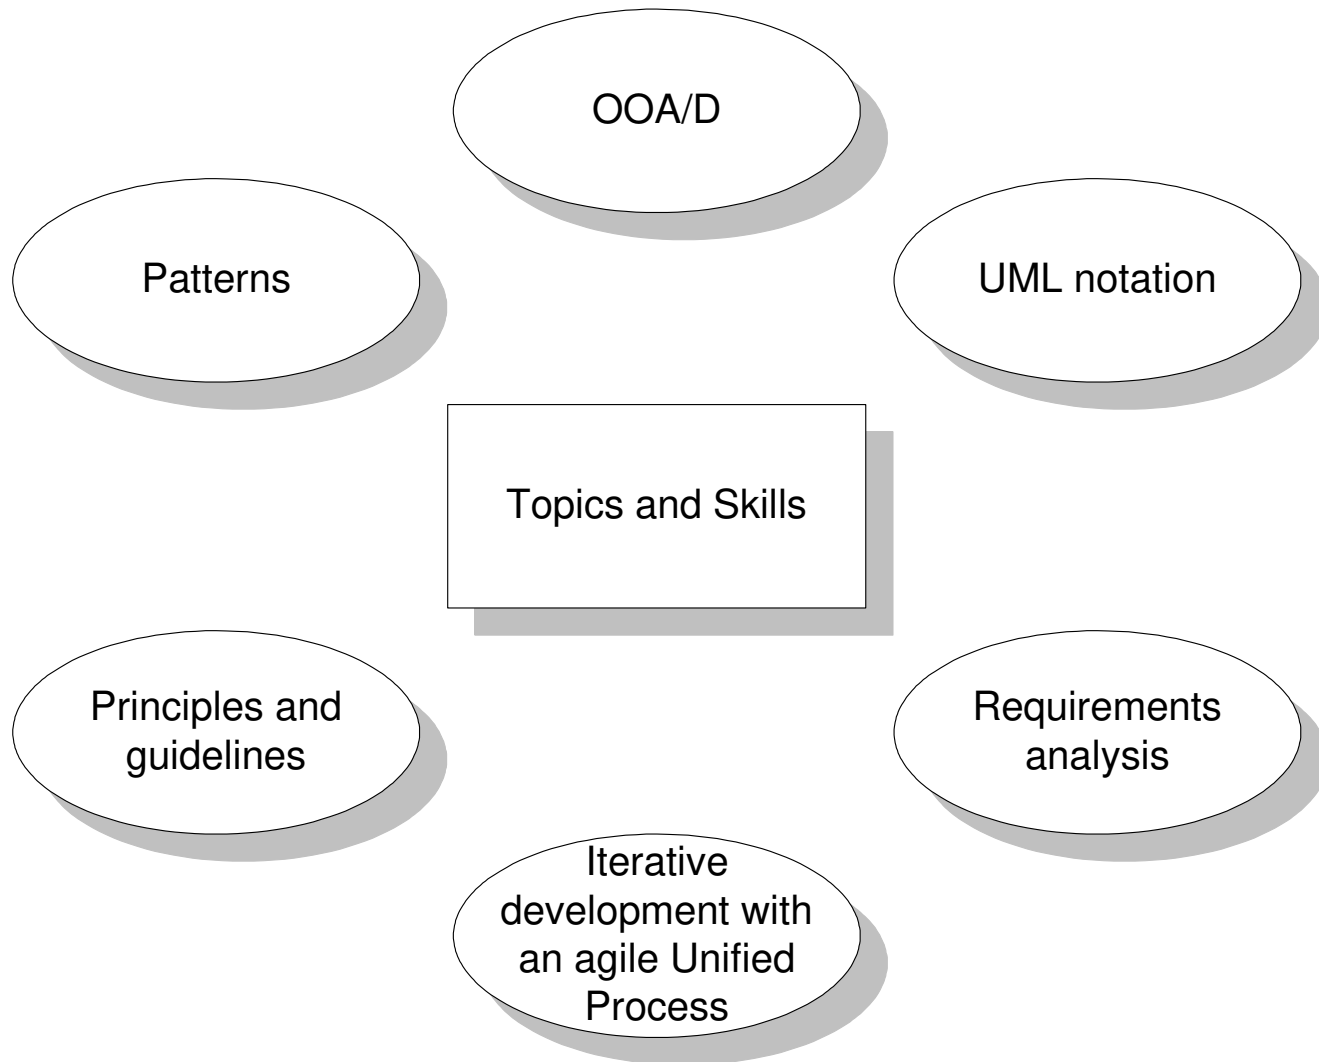 OOA/D
Patterns
UML notation
Topics and Skills
Principles and
guidelines
Requirements
analysis
Iterative
development with
an agile Unified
Process